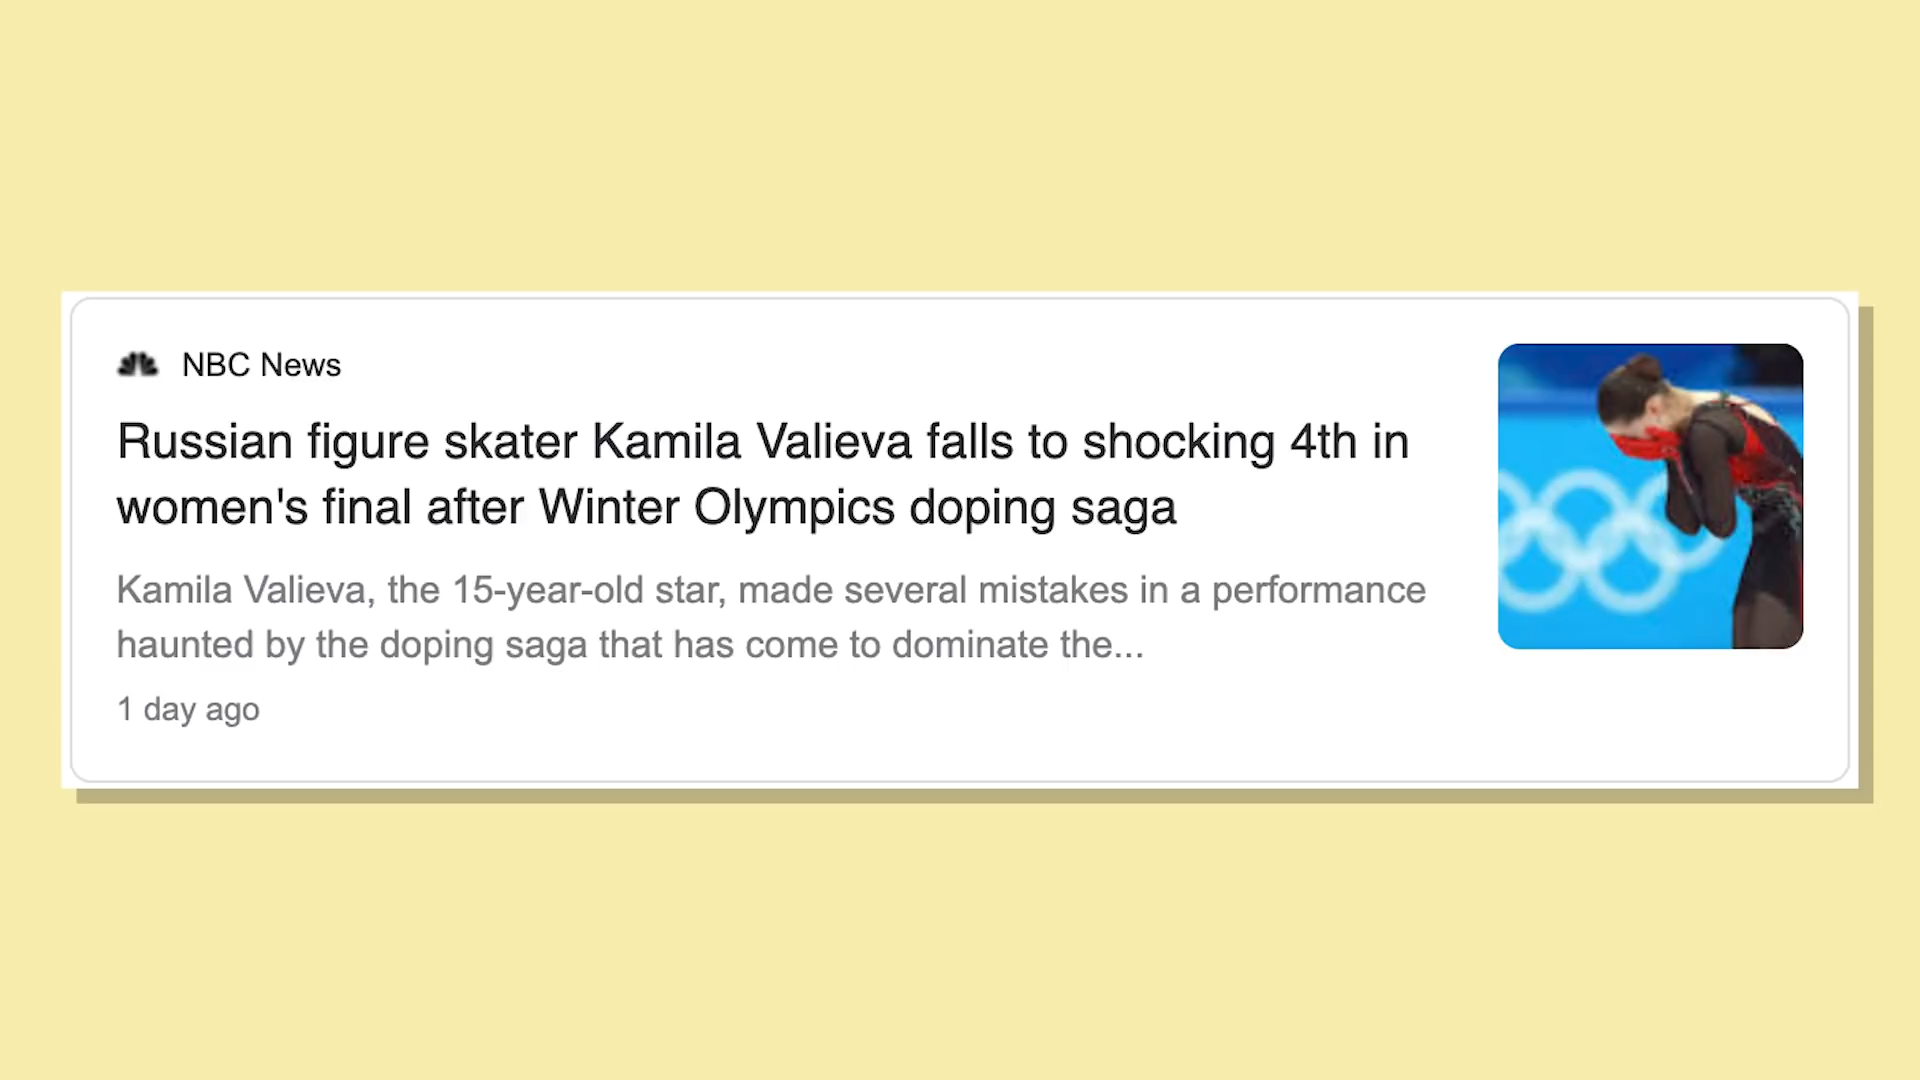 NBC News
Russian figure skater Kamila Valieva falls to shocking 4th in
women's final after Winter Olympics doping saga
Kamila Valieva, the 15-year-old star, made several mistakes in a performance
haunted by the doping saga that has come to dominate the...
1 day ago